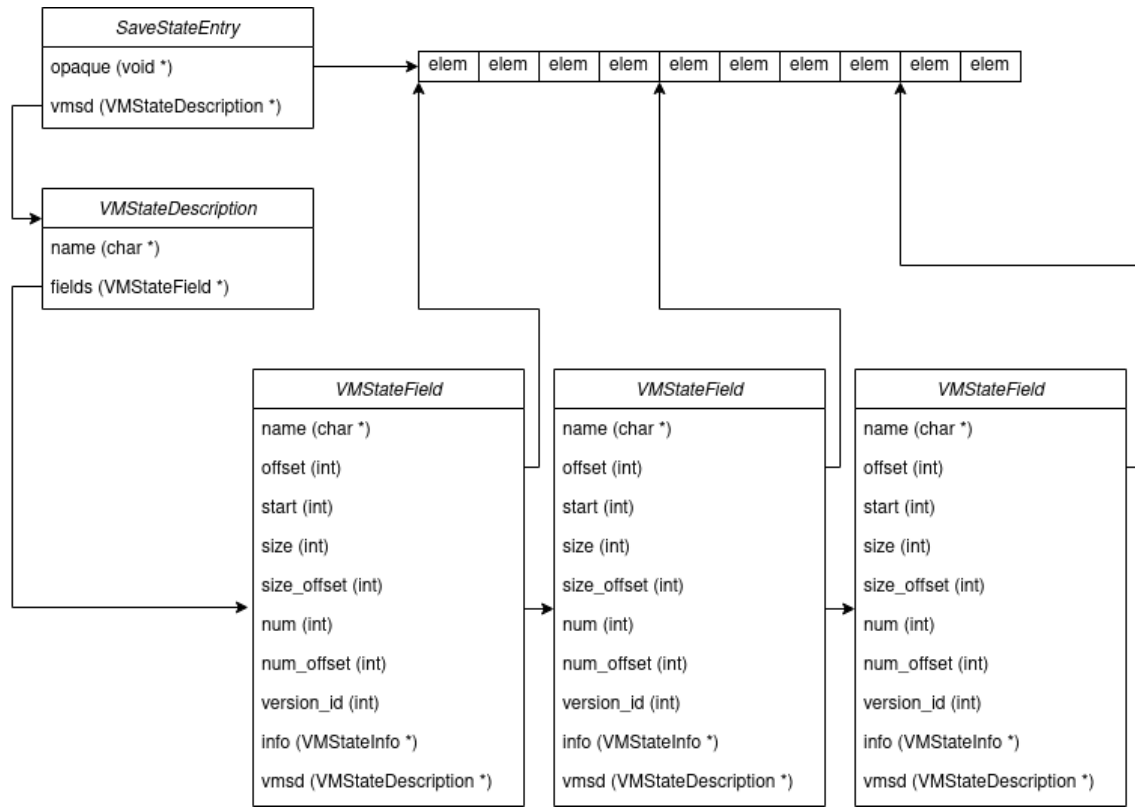 SaveStateEntry
opaque (void *)
vmsd (VMStateDescription *)
elem elem elem elem elem elem elem elem elem elem
VMStateDescription
name (char *)
fields (VMStateField *)
VMStateField
name (char *)
offset (int)
start (int)
size (int)
size_offset (int)
num (int)
num_offset (int)
version_id (int)
info (VMStateInfo *)
vmsd (VMStateDescription *)
VMStateField
name (char *)
offset (int)
start (int)
size (int)
size_offset (int)
num (int)
num_offset (int)
version_id (int)
info (VMStateInfo *)
vmsd (VMStateDescription *)
VMStateField
name (char *)
offset (int)
start (int)
size (int)
size_offset (int)
num (int)
num_offset (int)
version_id (int)
info (VMStateInfo *)
vmsd (VMStateDescription *)